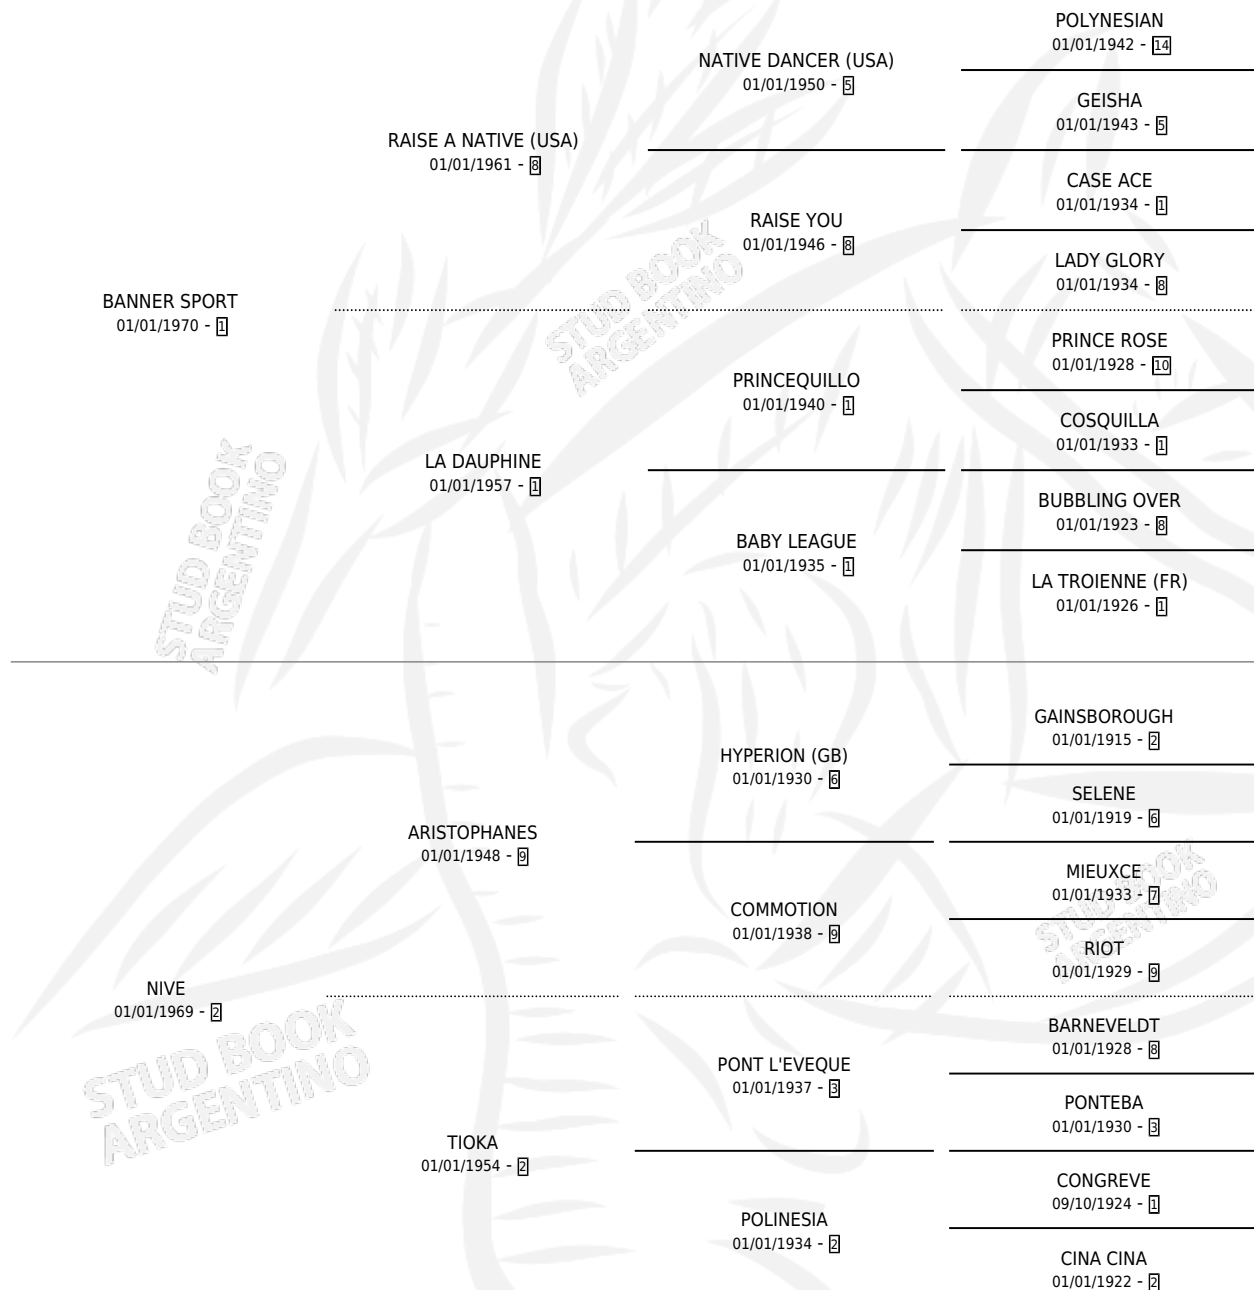 BANNER SPORT
01/01/1970 - 1
RAISE A NATIVE (USA)
01/01/1961 - 8
LA DAUPHINE
01/01/1957 - 1
NATIVE DANCER (USA)
01/01/1950 - 5
RAISE YOU
01/01/1946 - 8
PRINCEQUILLO
01/01/1940 - 1
BABY LEAGUE
01/01/1935 - 1
POLYNESIAN
01/01/1942 - 14
GEISHA
01/01/1943 - 5
CASE ACE
01/01/1934 - 1
LADY GLORY
01/01/1934 - 8
PRINCE ROSE
01/01/1928 - 10
COSQUILLA
01/01/1933 - 1
BUBBLING OVER
01/01/1923 - 8
LA TROIENNE (FR)
01/01/1926 - 1
STUD BOOK
ARGENTINO
STUD BOOK
ARGENTINO
NIVE
01/01/1969 - 2
ARISTOPHANES
01/01/1948 - 9
TIOKA
01/01/1954 - 2
HYPERION (GB)
01/01/1930 - 6
COMMOTION
01/01/1938 - 9
PONT L'EVEQUE
01/01/1937 - 3
POLINESIA
01/01/1934 - 2
GAINSBOROUGH
01/01/1915 - 2
SELENE
01/01/1919 - 6
MIEUXCE
01/01/1933 - 7
RIOT
01/01/1929 - 9
BARNEVELDT
01/01/1928 - 8
PONTEBA
01/01/1930 - 3
CONGREVE
09/10/1924 - 1
CINA CINA
01/01/1922 - 2
STUD BOOK
ARGENTINO
STUD BOOK
ARGENTINO